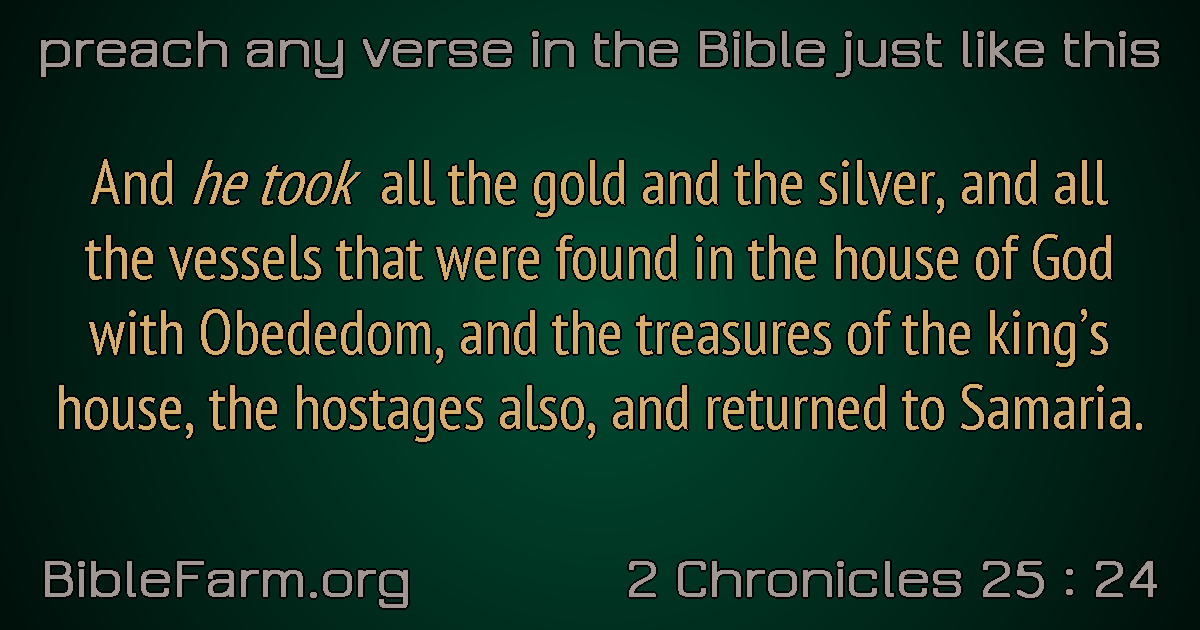 preach any verse in the Bible just like this
And he took all the gold and the silver, and all
the vessels that were found in the house of God
with Obededom, and the treasures of the king’s
house, the hostages also, and returned to Samaria.
BibleFarm.org
2 Chronicles 25 : 24